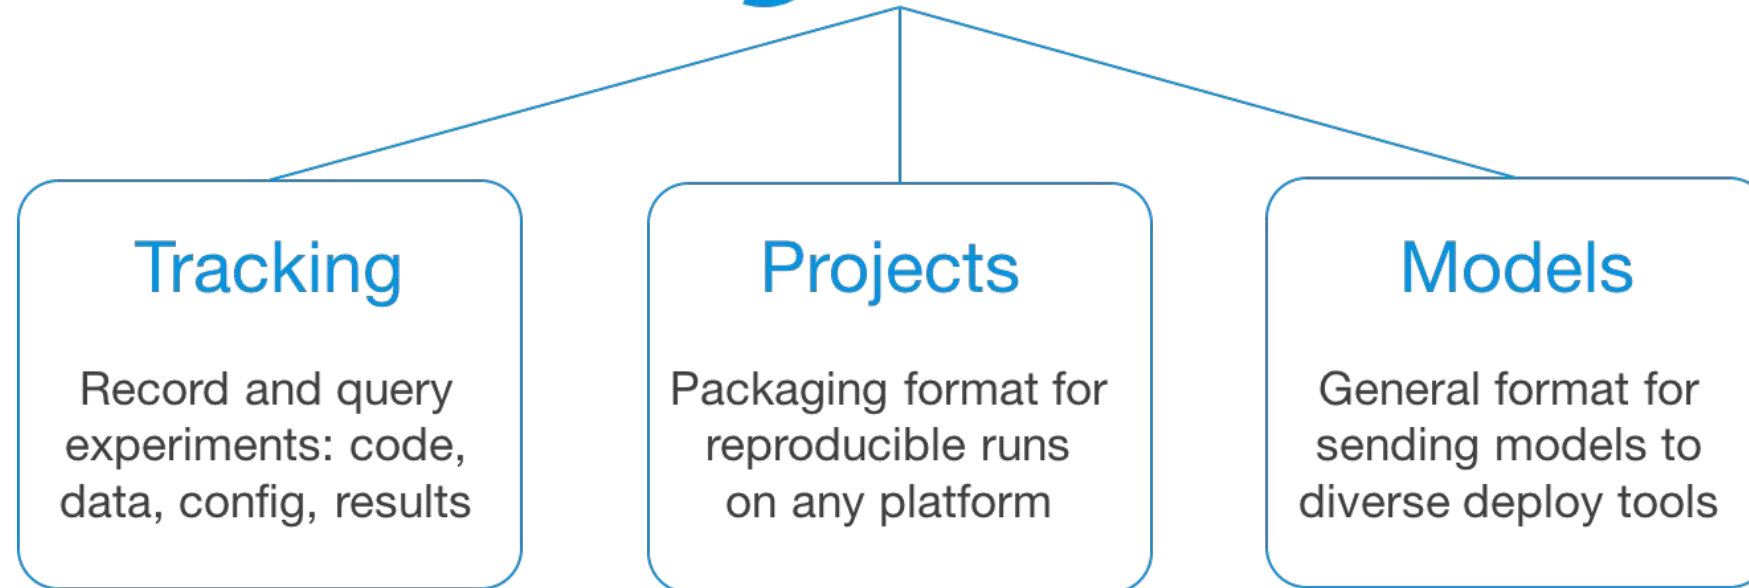 Tracking
Record and query
experiments: code,
data, config, results
Projects
Packaging format for
reproducible runs
on any platform
Models
General format for
sending models to
diverse deploy tools